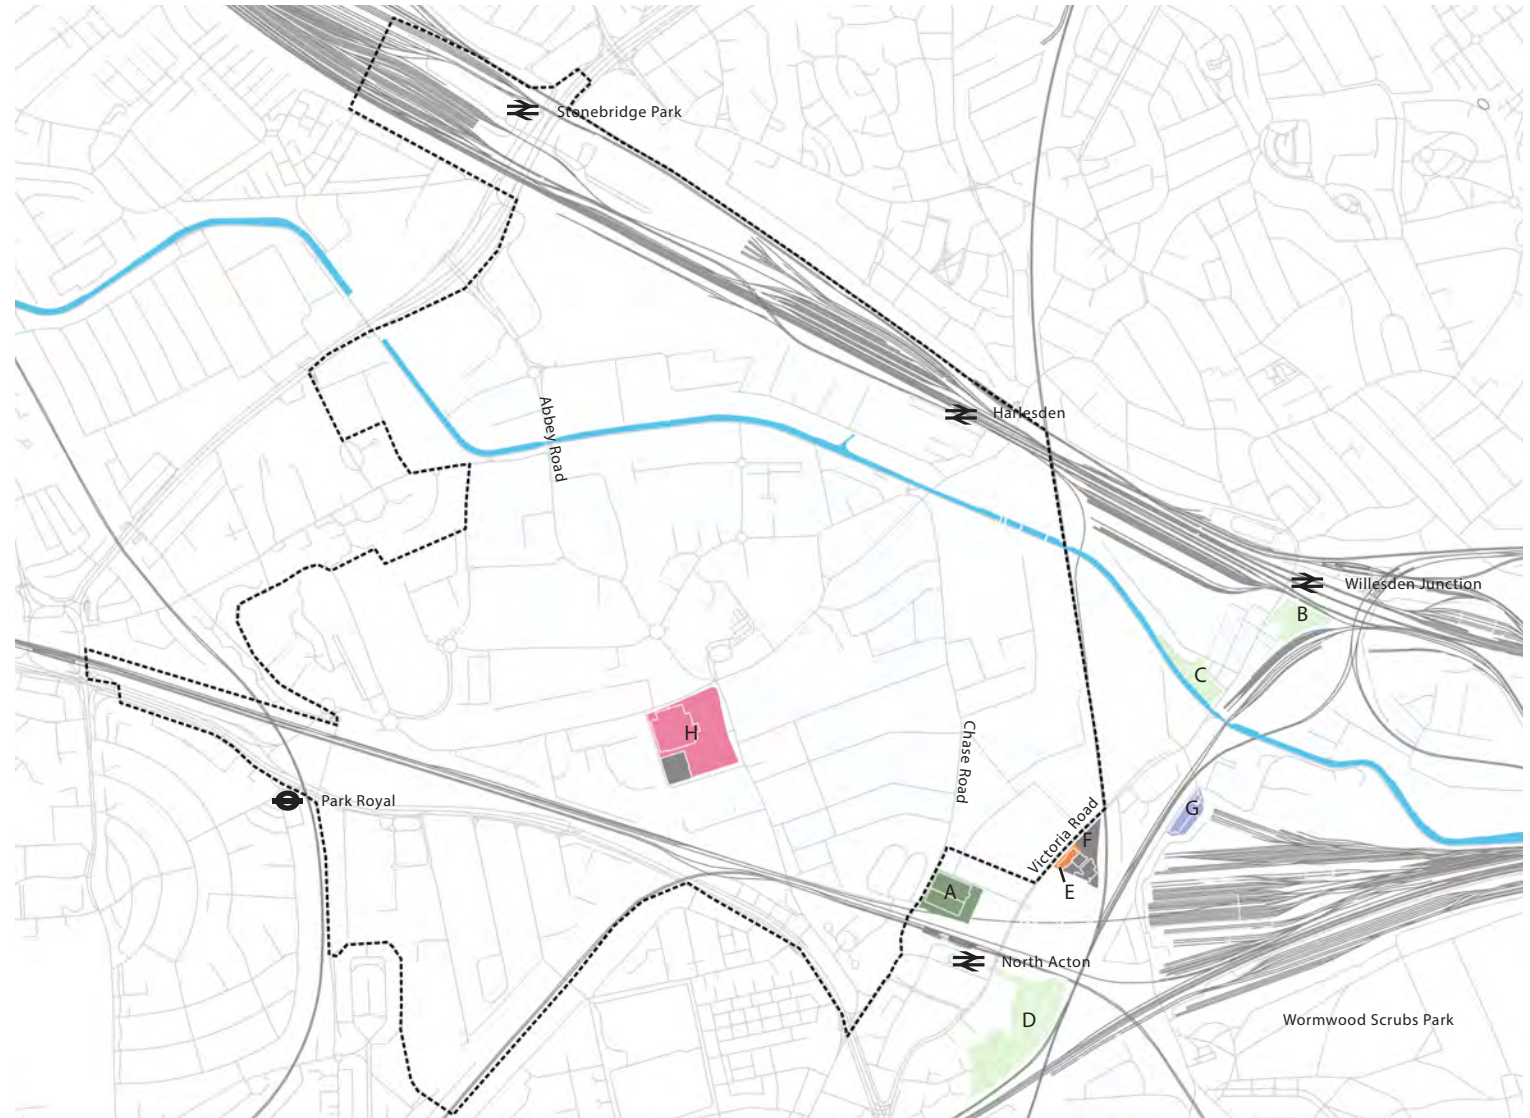 Stonebridge Park
Abbey Road
Harlesden
Willesden Junction
B
C
H
Chase Road
Park Royal
Victoria Road
G
F
A
E
North Acton
D
Wormwood Scrubs Park